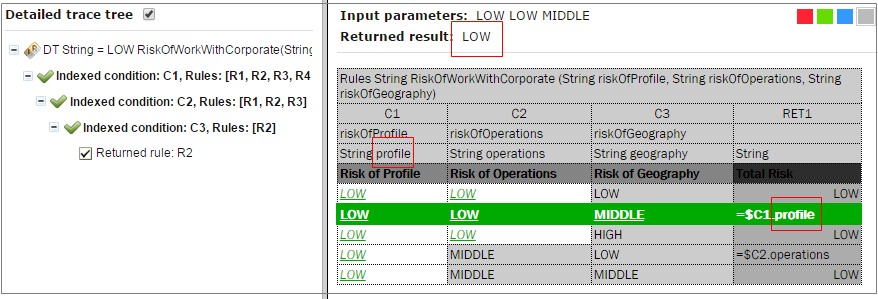 Detailed trace tree
DT String = LOW RiskOfWorkWithCorporate(String
Indexed condition: C1, Rules: [R1, R2, R3, R4
Indexed condition: C2, Rules: [R1, R2, R3]
Indexed condition: C3, Rules: [R2]
Returned rule: R2
Input parameters: LOW LOW MIDDLE
Returned result: LOW
Rules String RiskOfWorkWithCorporate (String riskOfProfile, String riskOfOperations, String
riskOfGeography)
C1 C2 C3 RET1
riskOfProfile riskOfOperations riskOfGeography
String profile String operations String geography String
Risk of Profile Risk of Operations Risk of Geography Total Risk
LOW LOW LOW LOW
LOW LOW MIDDLE =$C1.profile
LOW LOW HIGH LOW
LOW MIDDLE LOW =$C2.operations
LOW MIDDLE MIDDLE LOW